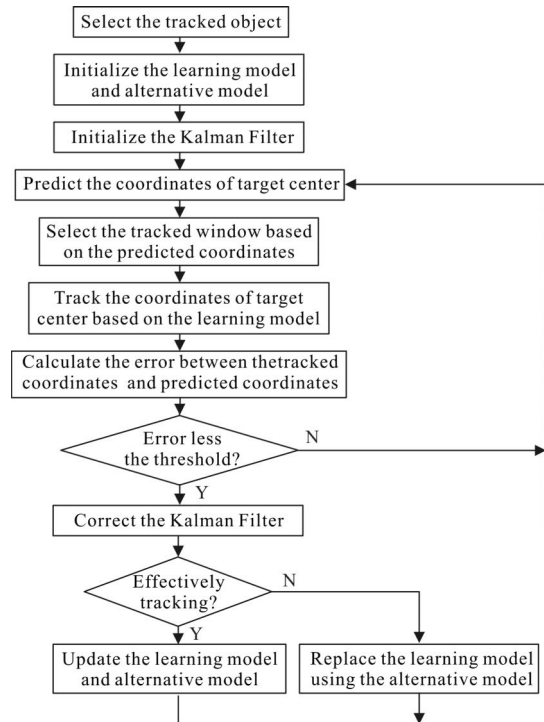 Select the tracked object
Initialize the learning model
and alternative model
Initialize the Kalman Filter
Predict the coordinates of target center
Select the tracked window based
on the predicted coordinates
Track the coordinates of target
center based on the learning model
Calculate the error between thetracked
coordinates and predicted coordinates
Error less
the threshold?
N
Y
Correct the Kalman Filter
Effectively
tracking?
N
Y
Update the learning model
and alternative model
Replace the learning model
using the alternative model